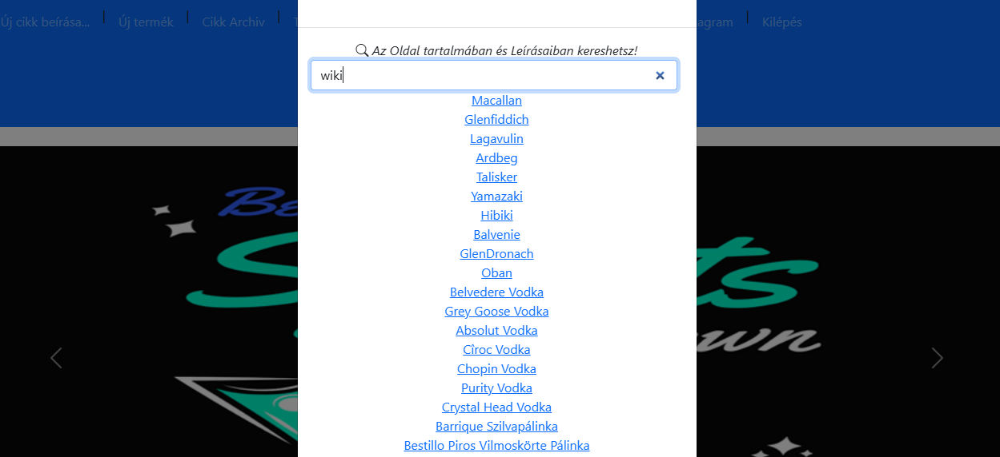 Új cikk beírása... Új termék Cikk Archiv agram Kilépés
Az Oldal tartalmában és Leírásaiban kereshetsz!
wiki
Macallan
Glenfiddich
Lagavulin
Ardbeg
Talisker
Yamazaki
Hibiki
Balvenie
GlenDronach
Oban
Belvedere Vodka
Grey Goose Vodka
Absolut Vodka
Cîroc Vodka
Chopin Vodka
Purity Vodka
Crystal Head Vodka
Barrique Szilvapálinka
Bestillo Piros Vilmoskörte Pálinka